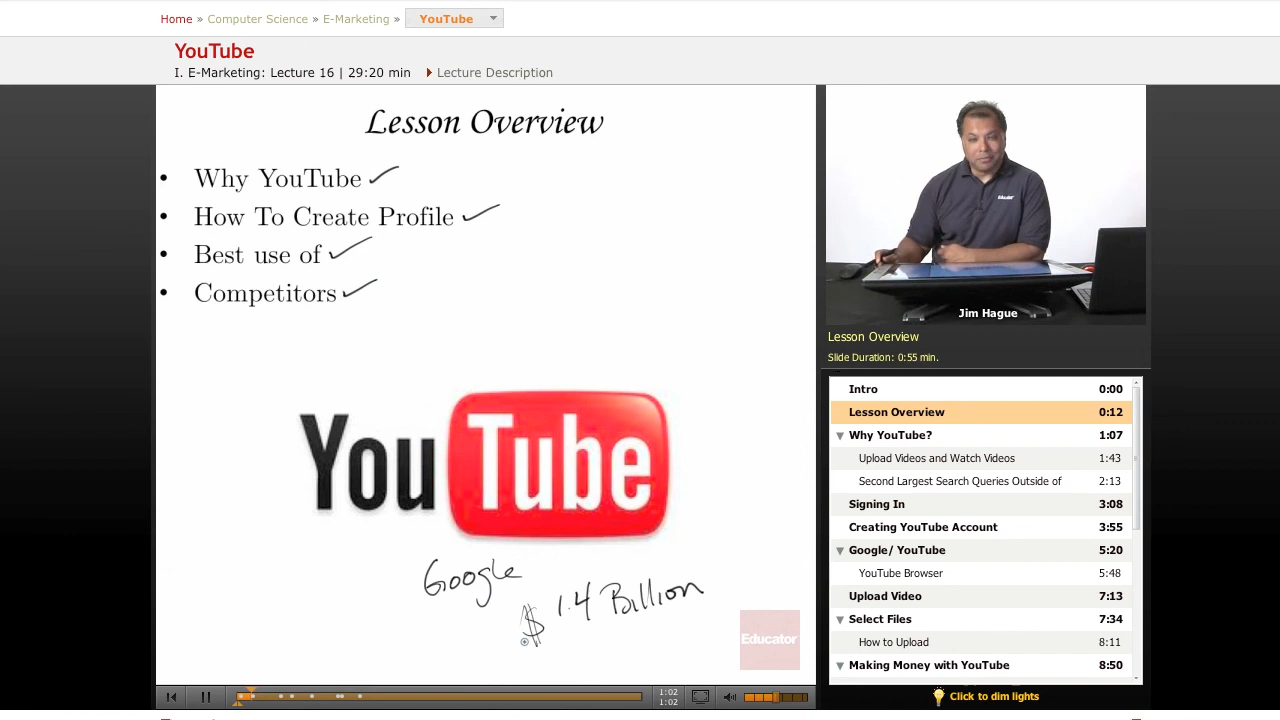 Home » Computer Science » E-Marketing » YouTube
YouTube
I. E-Marketing: Lecture 16 | 29:20 min Lecture Description
Lesson Overview
• Why YouTube
• How To Create Profile
• Best use of
• Competitors
YouTube
Google
$ 1.4 Billion
Educator
1:02
1:02
Educator
Jim Hague
Lesson Overview
Slide Duration: 0:55 min.
Intro 0:00
Lesson Overview 0:12
Why YouTube? 1:07
Upload Videos and Watch Videos 1:43
Second Largest Search Queries Outside of 2:13
Signing In 3:08
Creating YouTube Account 3:55
Google/ YouTube 5:20
YouTube Browser 5:48
Upload Video 7:13
Select Files 7:34
How to Upload 8:11
Making Money with YouTube 8:50
Click to dim lights